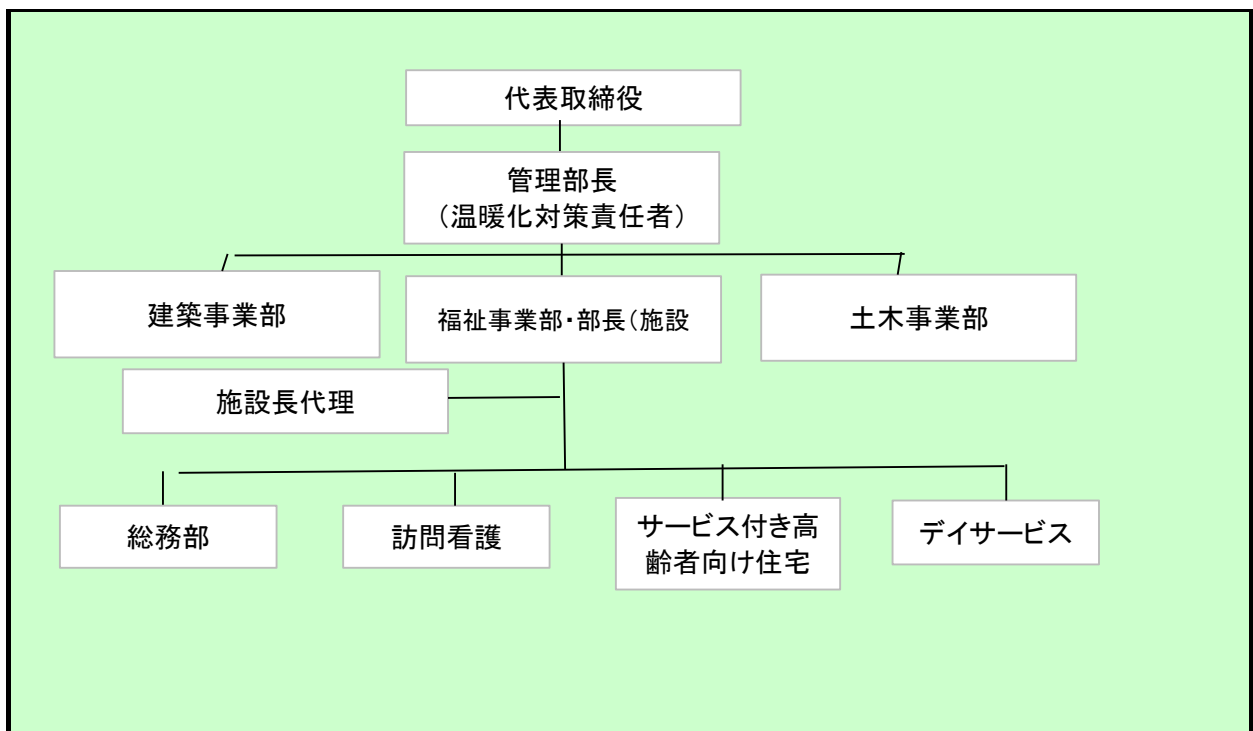 代表取締役
管理部長
（温暖化対策責任者）
建築事業部
福祉事業部・部長（施設
土木事業部
施設長代理
総務部
訪問看護
サービス付き高
齢者向け住宅
デイサービス